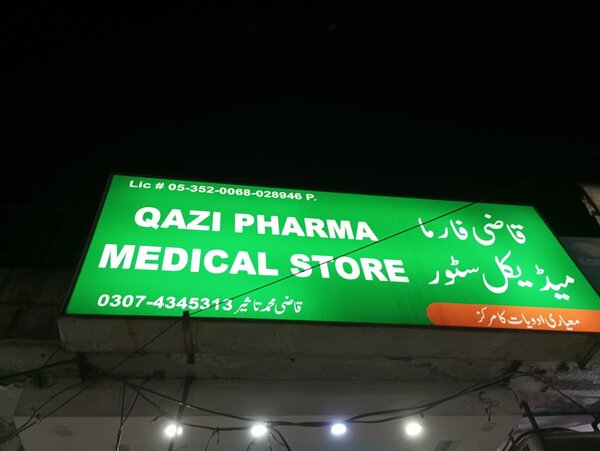 Lic # 05-352-0068-028946 P.
QAZI PHARMA
MEDICAL STORE
0307-4345313 قاضی محمد تاثیر
قاضی فارما
میڈیکل سٹور
معیاری ادویات کا مرکز